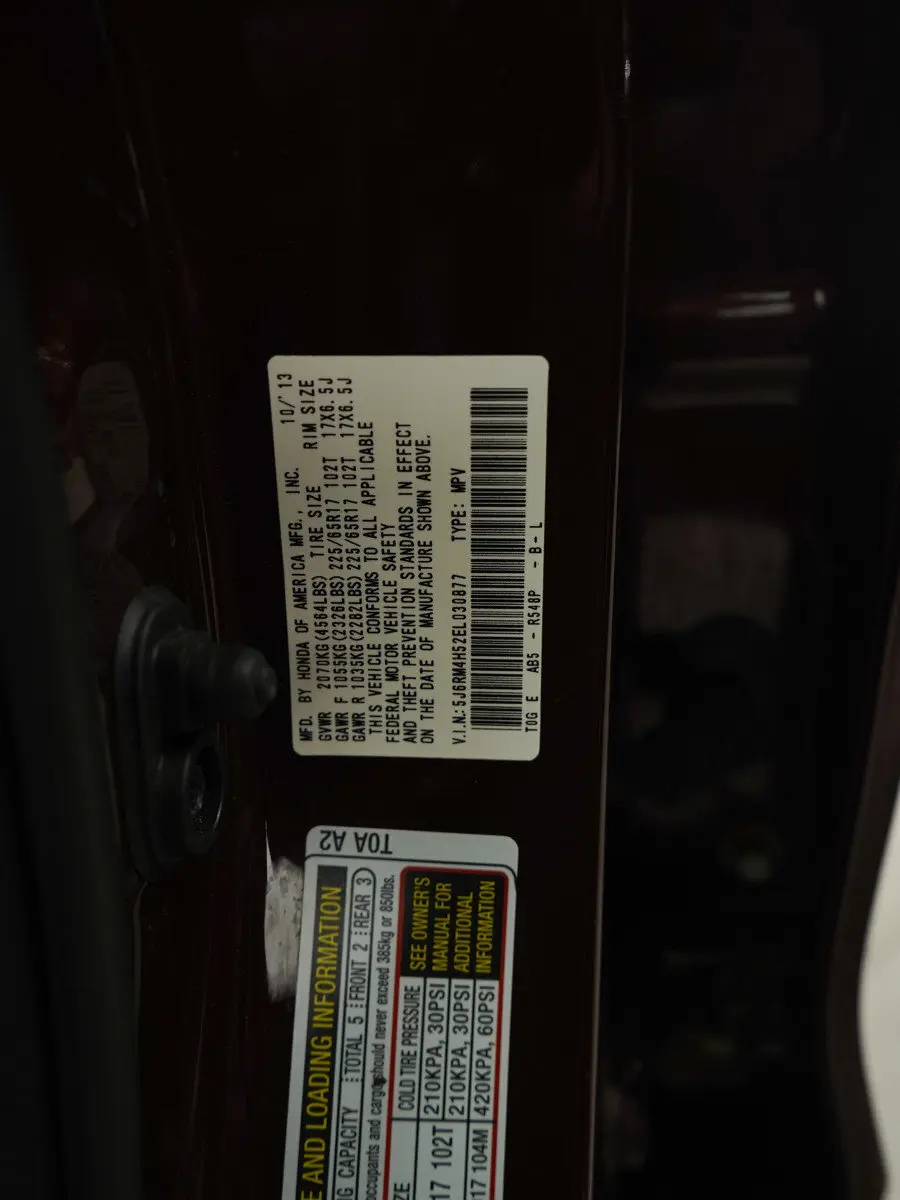 MFD. BY HONDA OF AMERICA MFG., INC. 10/'13
GVWR 2070KG(4564LBS) TIRE SIZE RIM SIZE
GAWR F 1055KG(2326LBS) 225/65R17 102T 17X6.5J
GAWR R 1035KG(2282LBS) 225/65R17 102T 17X6.5J
THIS VEHICLE CONFORMS TO ALL APPLICABLE
FEDERAL MOTOR VEHICLE SAFETY
AND THEFT PREVENTION STANDARDS IN EFFECT
ON THE DATE OF MANUFACTURE SHOWN ABOVE.
V.I.N.:5J6RM4H52EL030877 TYPE: MPV
T0G E AB5 - R548P - B - L
T0A A2
E AND LOADING INFORMATION
G CAPACITY : TOTAL 5 : FRONT 2 : REAR 3
occupants and cargo should never exceed 385kg or 850lbs.
ZE COLD TIRE PRESSURE SEE OWNER'S
MANUAL FOR
ADDITIONAL
INFORMATION
17 102T 210KPA, 30PSI
210KPA, 30PSI
17 104M 420KPA, 60PSI